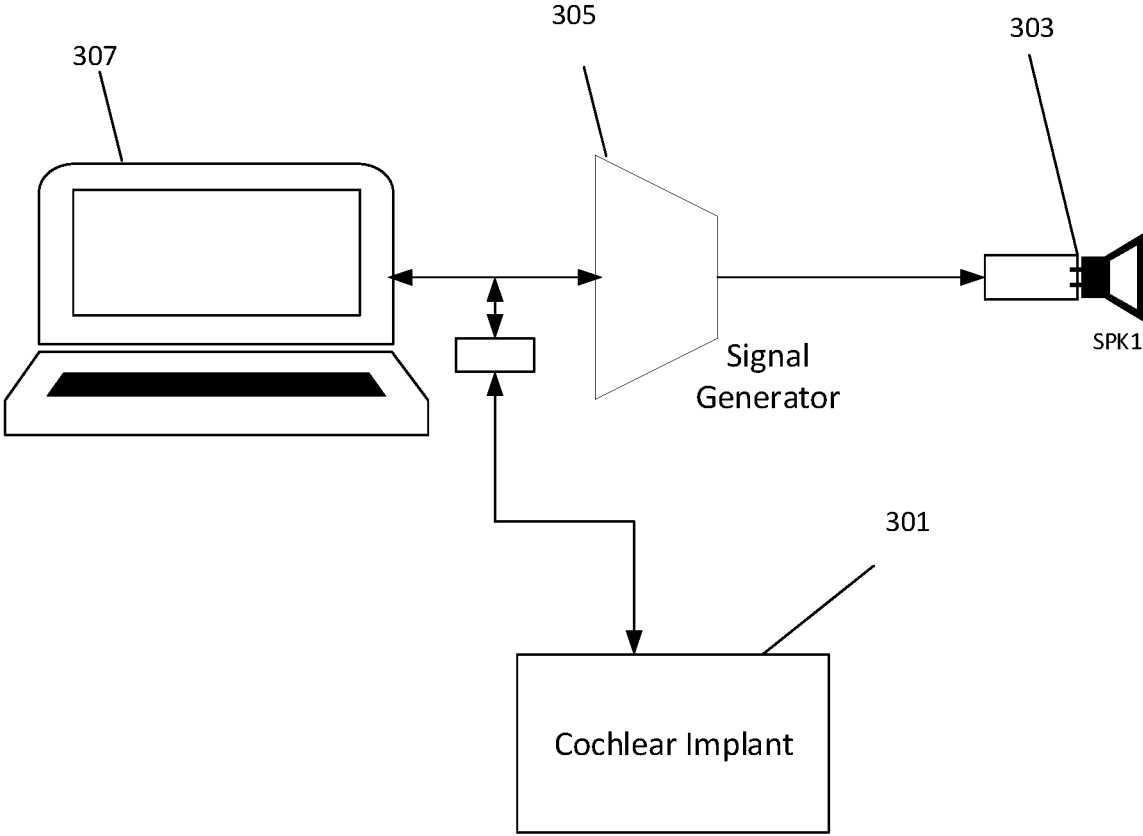 305
303
307
SPK1
Signal
Generator
301
Cochlear Implant